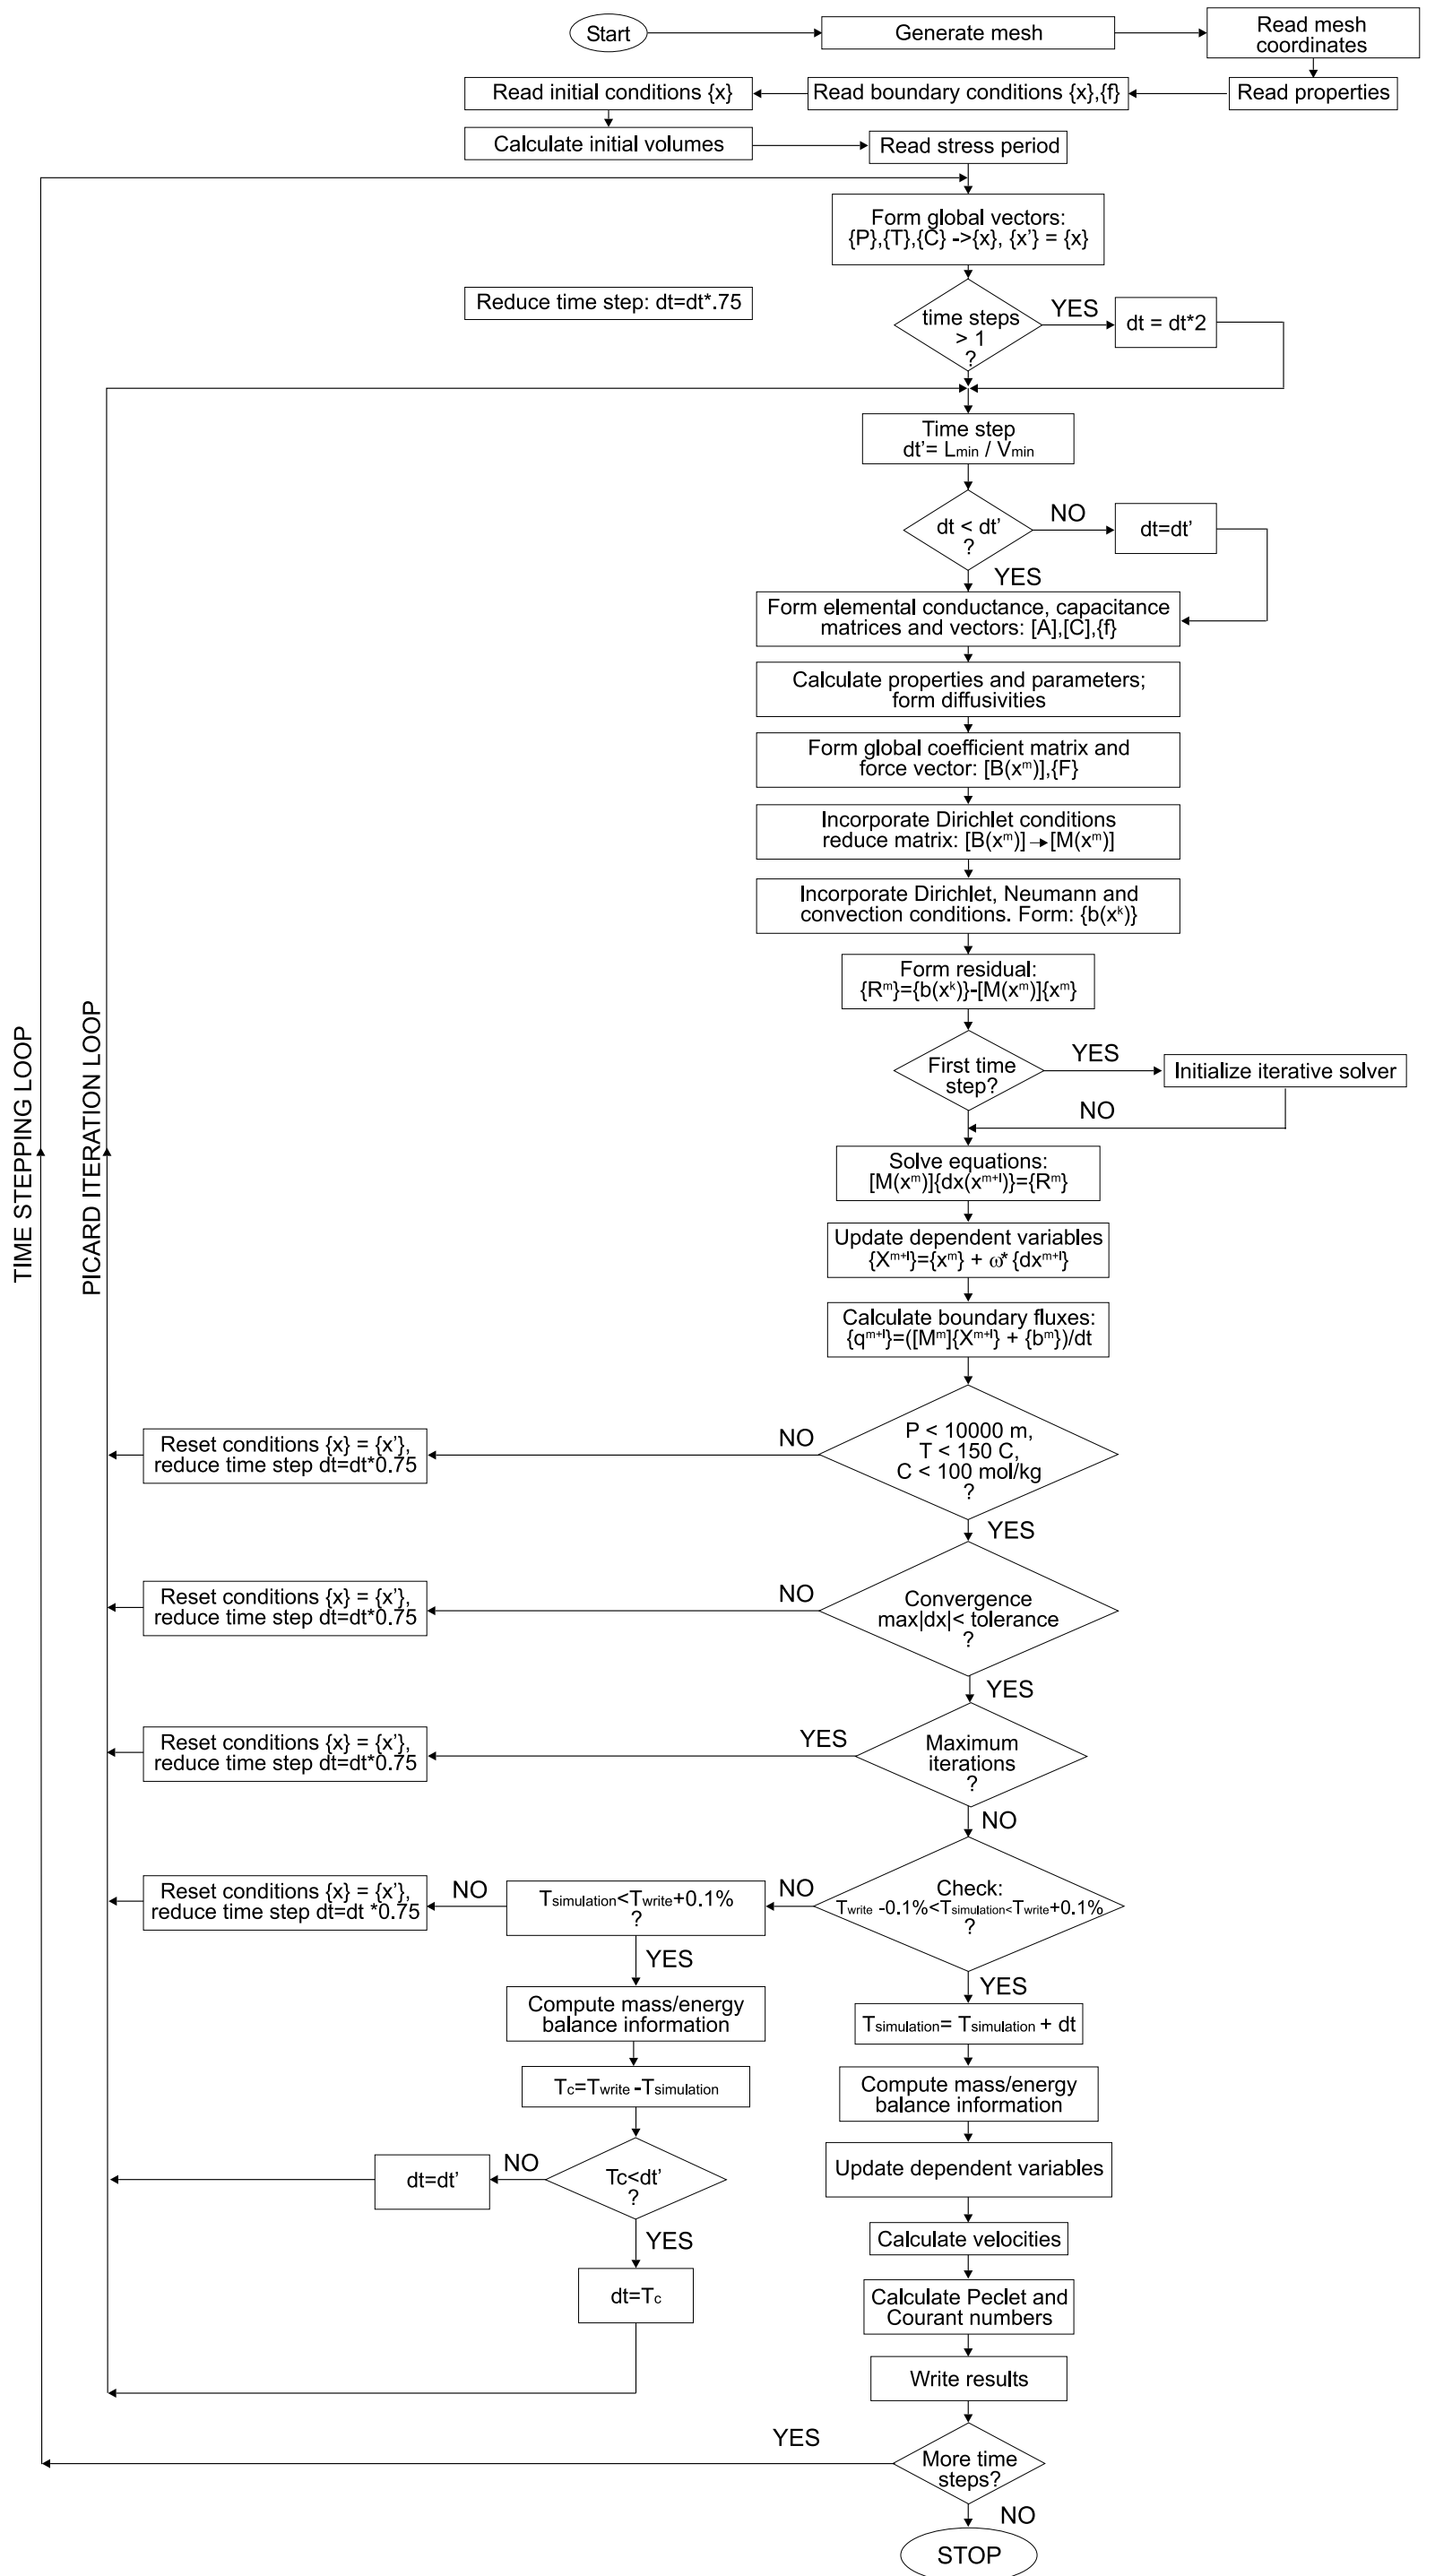 Start
Generate mesh
Read mesh
coordinates
Read initial conditions {x}
Read boundary conditions {x},{f}
Read properties
Calculate initial volumes
Read stress period
Form global vectors:
{P},{T},{C} ->{x}, {x'} = {x}
Reduce time step: dt=dt*.75
time steps
> 1
?
YES
dt = dt*2
Time step
dt'= Lmin / Vmin
dt < dt'
?
NO
dt=dt'
YES
Form elemental conductance, capacitance
matrices and vectors: [A],[C],{f}
Calculate properties and parameters;
form diffusivities
Form global coefficient matrix and
force vector: [B(xᵐ)],{F}
Incorporate Dirichlet conditions
reduce matrix: [B(xᵐ)]→[M(xᵐ)]
Incorporate Dirichlet, Neumann and
convection conditions. Form: {b(xᵏ)}
Form residual:
{Rᵐ}={b(xᵏ)}-[M(xᵐ)]{xᵐ}
First time
step?
YES
Initialize iterative solver
NO
TIME STEPPING LOOP
PICARD ITERATION LOOP
Solve equations:
[M(xᵐ)]{dx(xᵐ⁺ˡ)}={Rᵐ}
Update dependent variables
{Xᵐ⁺ˡ}={xᵐ} + ω* {dxᵐ⁺ˡ}
Calculate boundary fluxes:
{qᵐ⁺ˡ}=([Mᵐ]{Xᵐ⁺ˡ} + {bᵐ})/dt
P < 10000 m,
T < 150 C,
C < 100 mol/kg
?
NO
Reset conditions {x} = {x'},
reduce time step dt=dt*0.75
YES
Convergence
max|dx|< tolerance
?
NO
Reset conditions {x} = {x'},
reduce time step dt=dt*0.75
YES
Maximum
iterations
?
YES
Reset conditions {x} = {x'},
reduce time step dt=dt*0.75
NO
Check:
Twrite -0.1%<Tsimulation<Twrite+0.1%
?
NO
Tsimulation<Twrite+0.1%
?
NO
Reset conditions {x} = {x'},
reduce time step dt=dt *0.75
YES
YES
Compute mass/energy
balance information
Tsimulation= Tsimulation + dt
Tc=Twrite -Tsimulation
Compute mass/energy
balance information
Tc<dt'
?
NO
dt=dt'
Update dependent variables
YES
Calculate velocities
dt=Tc
Calculate Peclet and
Courant numbers
Write results
More time
steps?
YES
NO
STOP